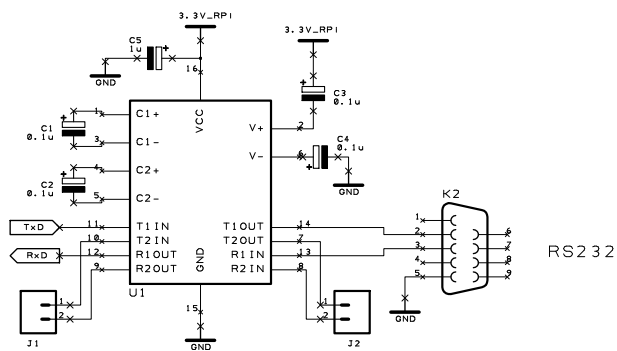 3.3V_RPI
3.3V_RPI
C5
1u
+
16
GND
C3
0.1u
+
C1
0.1u
+
1
3
C1+
C1-
VCC
V+
2
V-
6
C4
0.1u
+
GND
C2
0.1u
+
4
5
C2+
C2-
K2
TxD
11
T1IN
T1OUT
14
1
2
6
10
T2IN
T2OUT
7
3
7
RS232
RxD
12
R1OUT
R1IN
13
4
8
9
R2OUT
R2IN
8
5
9
GND
U1
15
1
2
J1
GND
1
2
J2
GND